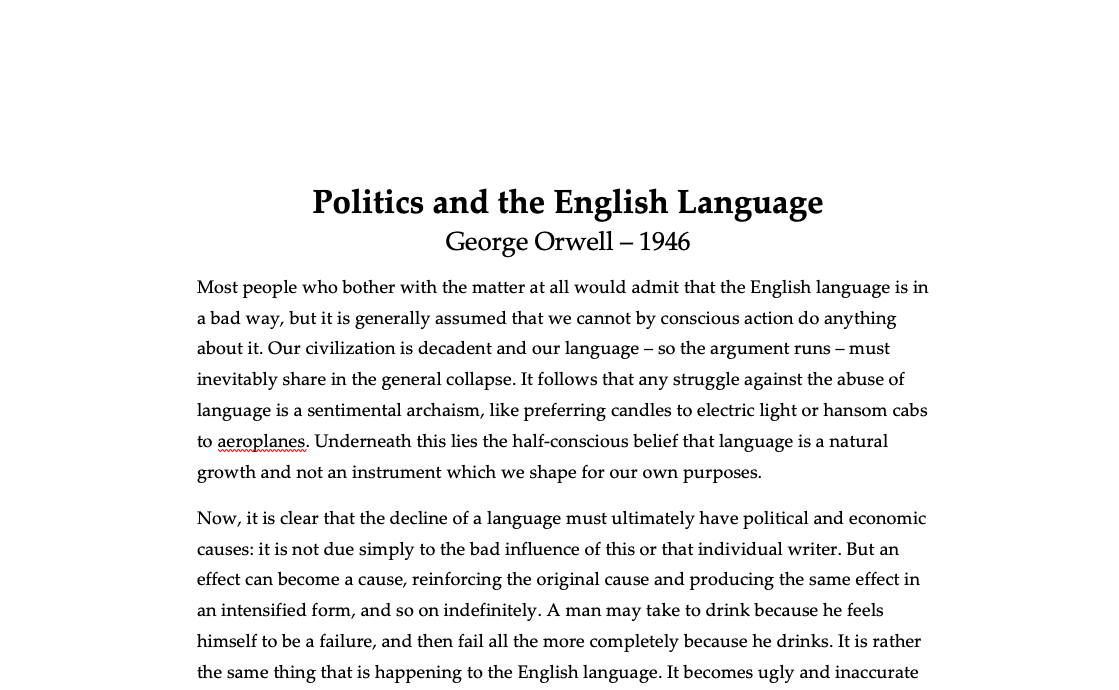 Politics and the English Language
George Orwell – 1946
Most people who bother with the matter at all would admit that the English language is in
a bad way, but it is generally assumed that we cannot by conscious action do anything
about it. Our civilization is decadent and our language – so the argument runs – must
inevitably share in the general collapse. It follows that any struggle against the abuse of
language is a sentimental archaism, like preferring candles to electric light or hansom cabs
to aeroplanes. Underneath this lies the half-conscious belief that language is a natural
growth and not an instrument which we shape for our own purposes.
Now, it is clear that the decline of a language must ultimately have political and economic
causes: it is not due simply to the bad influence of this or that individual writer. But an
effect can become a cause, reinforcing the original cause and producing the same effect in
an intensified form, and so on indefinitely. A man may take to drink because he feels
himself to be a failure, and then fail all the more completely because he drinks. It is rather
the same thing that is happening to the English language. It becomes ugly and inaccurate